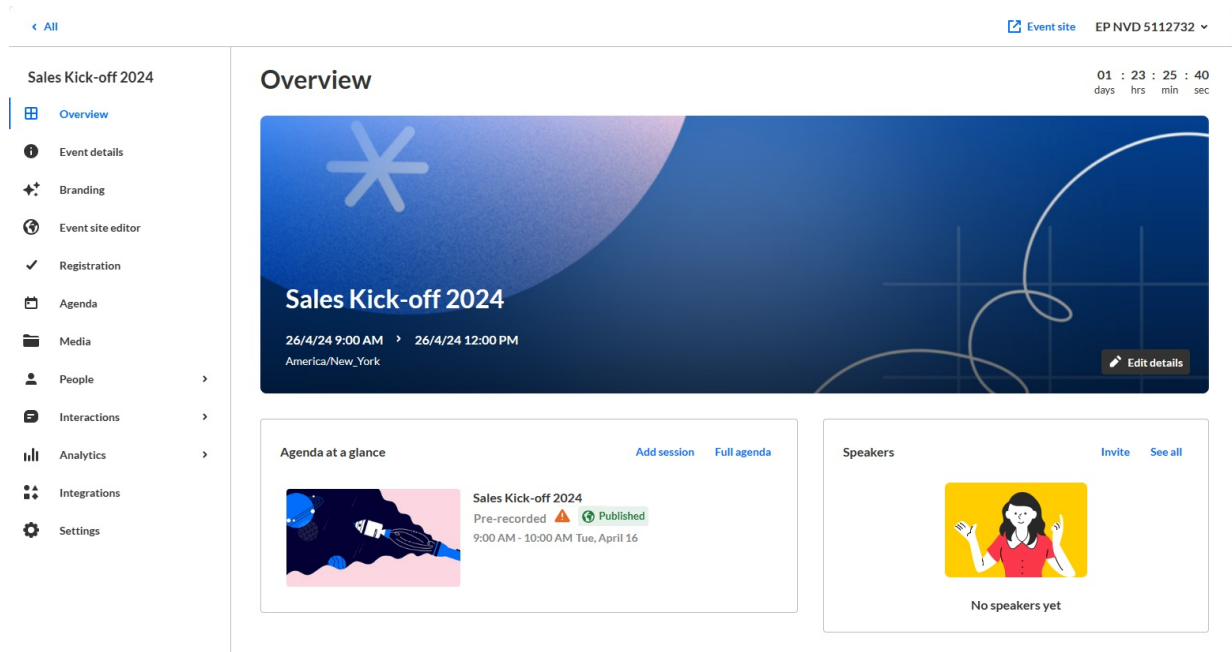 All
Event site
EP NVD 5112732
Sales Kick-off 2024
Overview
Event details
Branding
Event site editor
Registration
Agenda
Media
People
Interactions
Analytics
Integrations
Settings
Overview
01 : 23 : 25 : 40
days hrs min sec
Sales Kick-off 2024
26/4/24 9:00 AM > 26/4/24 12:00 PM
America/New_York
Edit details
Agenda at a glance
Add session
Full agenda
Sales Kick-off 2024
Pre-recorded
Published
9:00 AM - 10:00 AM Tue, April 16
Speakers
Invite
See all
No speakers yet